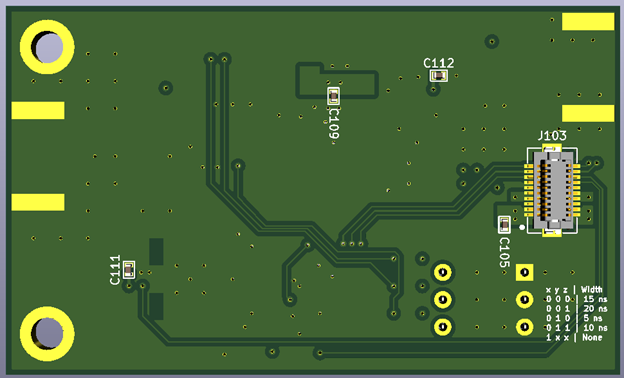 C112
C109
J103
C105
C111
x y z | Width
0 0 0 | 15 ns
0 0 1 | 20 ns
0 1 0 | 5 ns
0 1 1 | 10 ns
1 x x | None